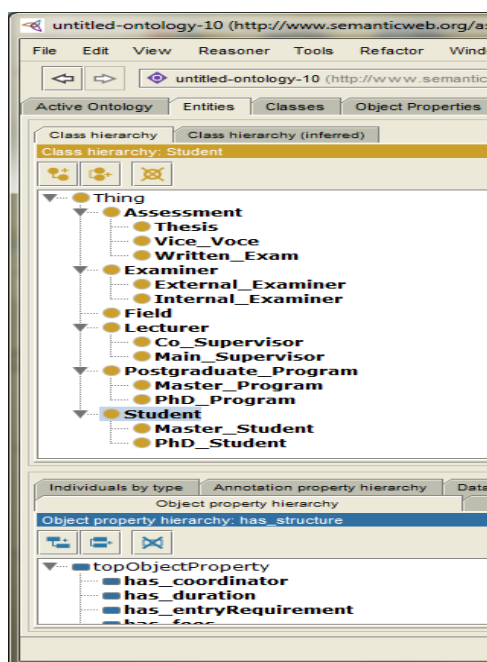 untitled-ontology-10 (http://www.semanticweb.org/as
File Edit View Reasoner Tools Refactor Wind
untitled-ontology-10 (http://www.semantic
Active Ontology Entities Classes Object Properties
Class hierarchy Class hierarchy (inferred)
Class hierarchy: Student
Thing
Assessment
Thesis
Vice_Voce
Written_Exam
Examiner
External_Examiner
Internal_Examiner
Field
Lecturer
Co_Supervisor
Main_Supervisor
Postgraduate_Program
Master_Program
PhD_Program
Student
Master_Student
PhD_Student
Individuals by type Annotation property hierarchy Data
Object property hierarchy
Object property hierarchy: has_structure
topObjectProperty
has_coordinator
has_duration
has_entryRequirement
has_fees